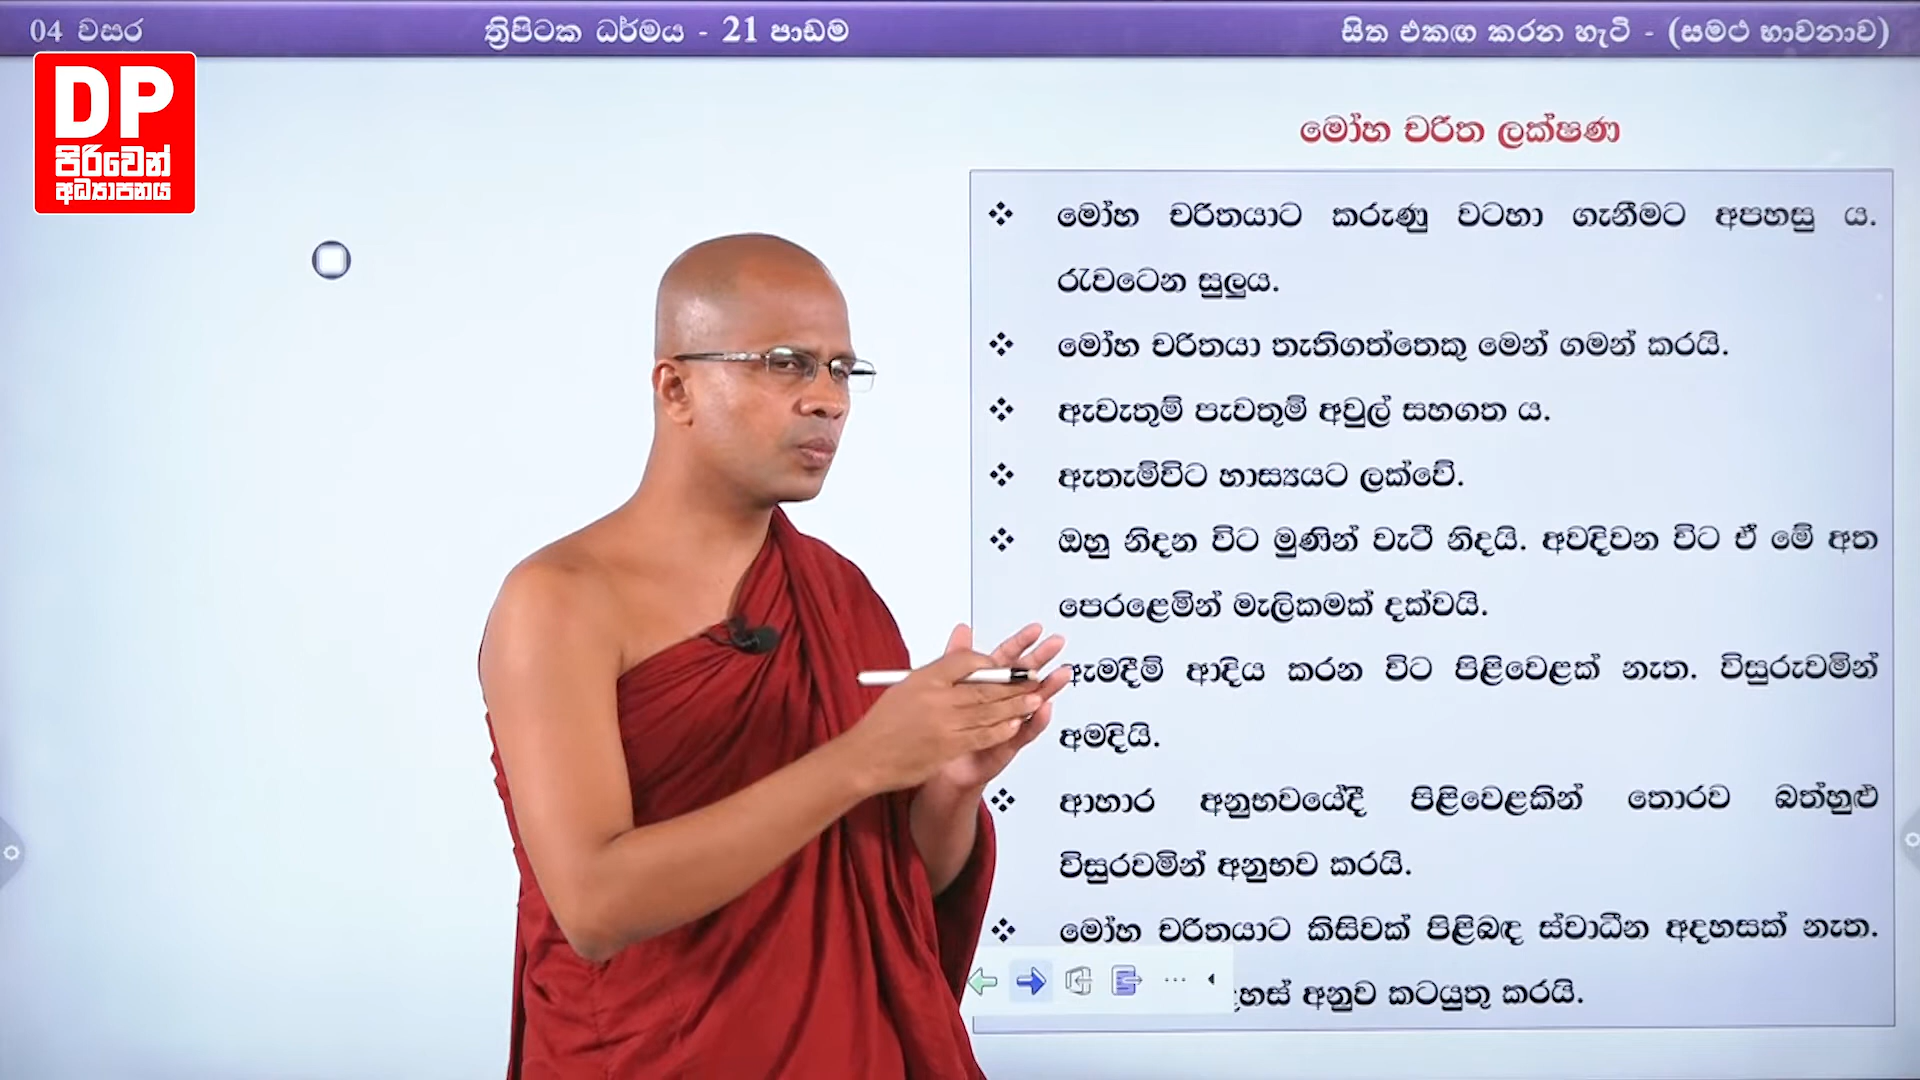 04 වසර
ත්‍රිපිටක ධර්මය - 21 පාඩම
සිත එකඟ කරන හැටි - (සමථ භාවනාව)
DP
පිරිවෙන්
අධ්‍යාපනය
මෝහ චරිත ලක්ෂණ
❖ මෝහ චරිතයාට කරුණු වටහා ගැනීමට අපහසු ය.
රැවටෙන සුලුය.
❖ මෝහ චරිතයා තැතිගත්තෙකු මෙන් ගමන් කරයි.
❖ ඇවැතුම් පැවතුම් අවුල් සහගත ය.
❖ ඇතැම්විට හාස්‍යයට ලක්වේ.
❖ ඔහු නිදන විට මුණින් වැටී නිදයි. අවදිවන විට ඒ මේ අත
පෙරළෙමින් මැලිකමක් දක්වයි.
ඇමදීම් ආදිය කරන විට පිළිවෙළක් නැත. විසුරුවමින්
අමදියි.
❖ ආහාර අනුභවයේදී පිළිවෙළකින් තොරව බත්හුළු
විසුරවමින් අනුභව කරයි.
❖ මෝහ චරිතයාට කිසිවක් පිළිබඳ ස්වාධීන අදහසක් නැත.
හස් අනුව කටයුතු කරයි.